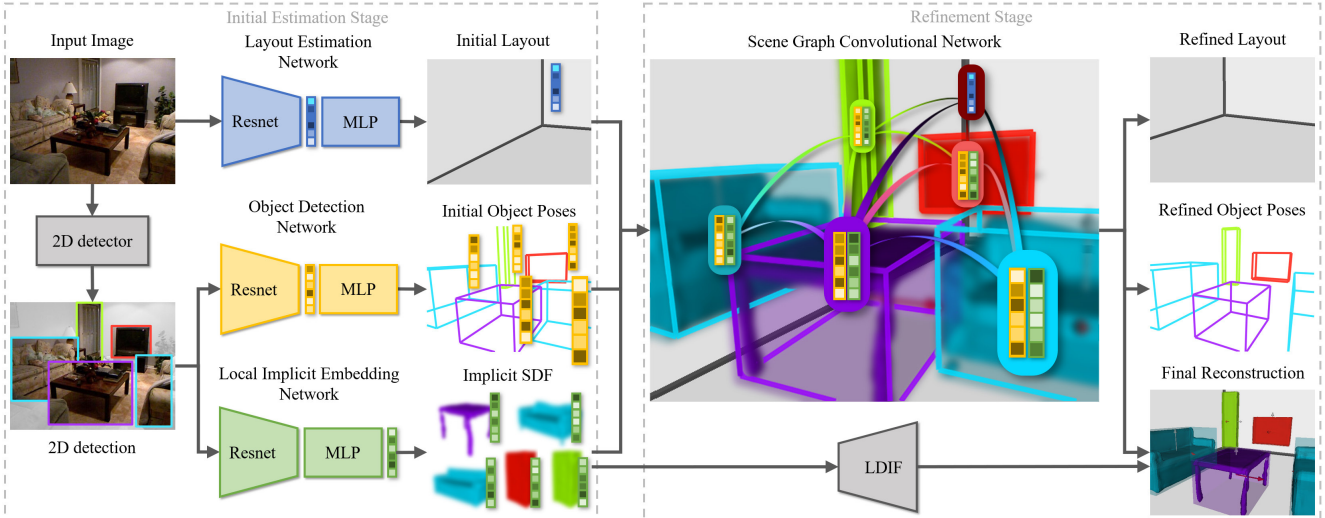 Initial Estimation Stage
Refinement Stage
Input Image
Layout Estimation
Network
Initial Layout
Scene Graph Convolutional Network
Refined Layout
Resnet
MLP
2D detector
Object Detection
Network
Initial Object Poses
Refined Object Poses
Resnet
MLP
Local Implicit Embedding
Network
Implicit SDF
Final Reconstruction
2D detection
Resnet
MLP
LDIF